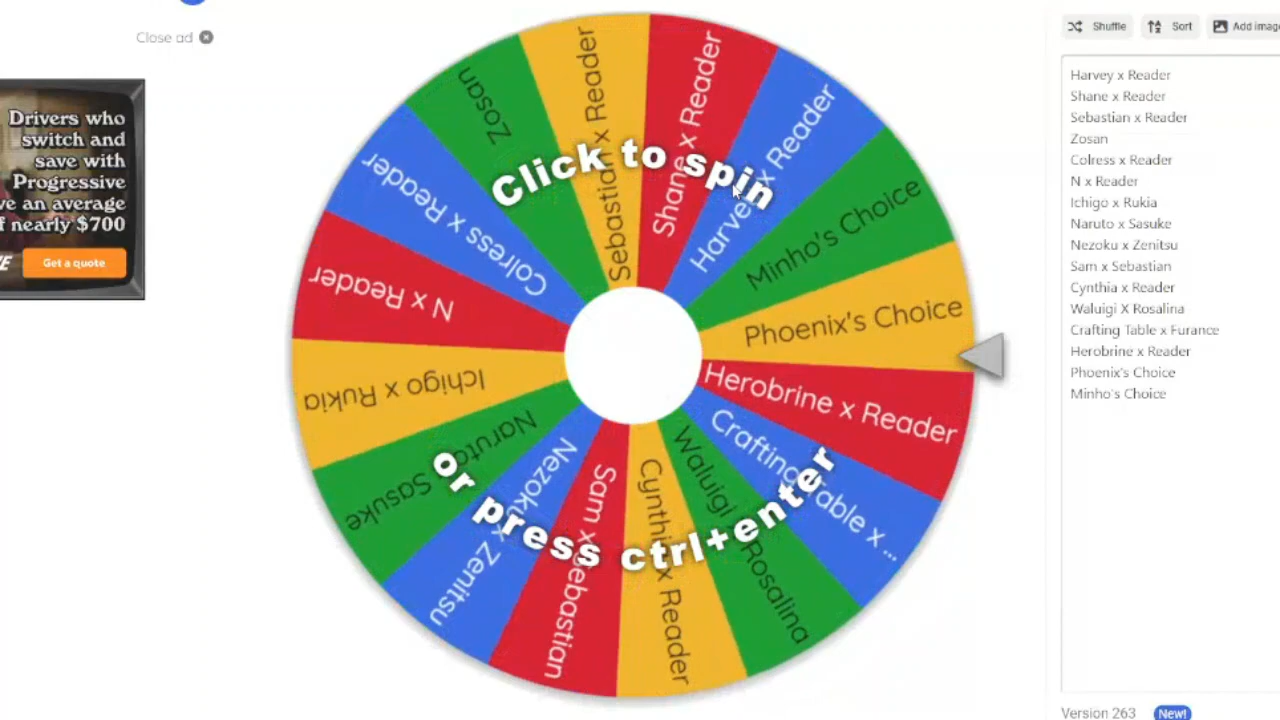 Close ad
Drivers who
switch and
save with
Progressive
ve an average
f nearly $700
Get a quote
Click to spin
or press ctrl+enter
Sebastian x Reader
Shane x Reader
Harvey x Reader
Minho's Choice
Phoenix's Choice
Herobrine x Reader
Crafting Table x ...
Waluigi X Rosalina
Cynthia x Reader
Sam x Sebastian
Nezoku x Zenitsu
Naruto x Sasuke
Ichigo x Rukia
N x Reader
Colress x Reader
Zosan
Shuffle
Sort
Add image
Harvey x Reader
Shane x Reader
Sebastian x Reader
Zosan
Colress x Reader
N x Reader
Ichigo x Rukia
Naruto x Sasuke
Nezoku x Zenitsu
Sam x Sebastian
Cynthia x Reader
Waluigi X Rosalina
Crafting Table x Furance
Herobrine x Reader
Phoenix's Choice
Minho's Choice
Version 263
New!